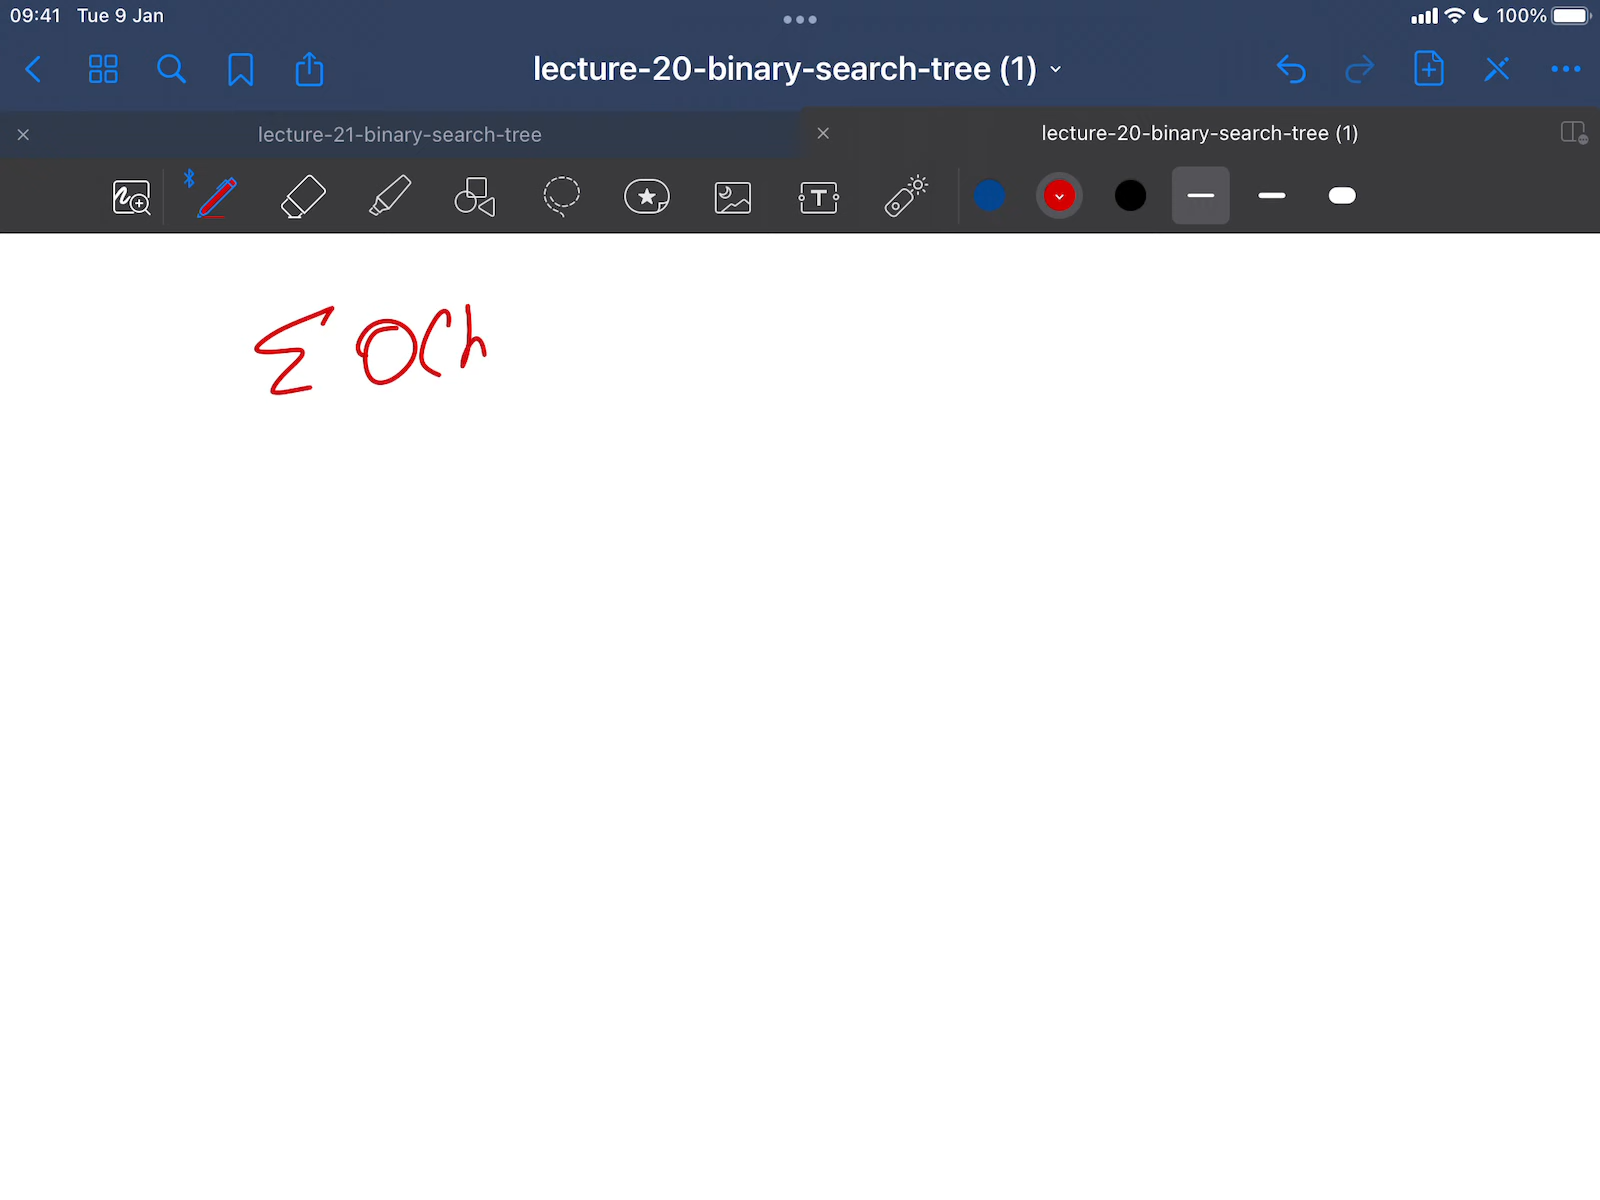 09:41 Tue 9 Jan 100%
lecture-20-binary-search-tree (1)
lecture-21-binary-search-tree
lecture-20-binary-search-tree (1)
T
Σ O(h